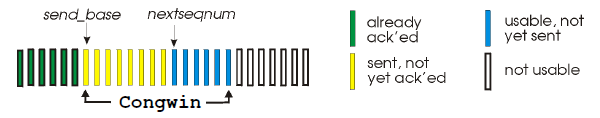 send_base
nextseqnum
Congwin
already
ack'ed
sent, not
yet ack'ed
usable, not
yet sent
not usable